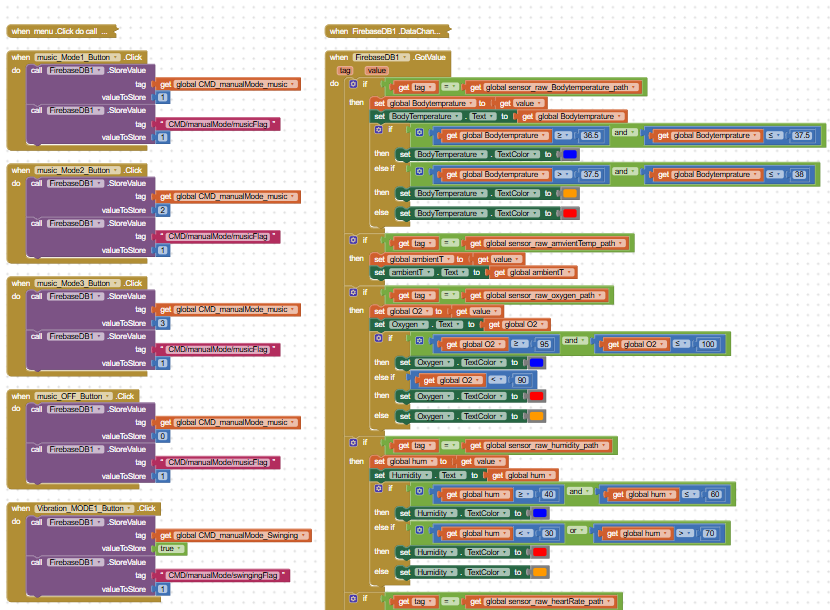 when menu .Click do call ...
when music_Mode1_Button .Click
do call FirebaseDB1 .StoreValue
tag get global CMD_manualMode_music
valueToStore 1
call FirebaseDB1 .StoreValue
tag " CMD/manualMode/musicFlag "
valueToStore 1
when music_Mode2_Button .Click
do call FirebaseDB1 .StoreValue
tag get global CMD_manualMode_music
valueToStore 2
call FirebaseDB1 .StoreValue
tag " CMD/manualMode/musicFlag "
valueToStore 1
when music_Mode3_Button .Click
do call FirebaseDB1 .StoreValue
tag get global CMD_manualMode_music
valueToStore 3
call FirebaseDB1 .StoreValue
tag " CMD/manualMode/musicFlag "
valueToStore 1
when music_OFF_Button .Click
do call FirebaseDB1 .StoreValue
tag get global CMD_manualMode_music
valueToStore 0
call FirebaseDB1 .StoreValue
tag " CMD/manualMode/musicFlag "
valueToStore 1
when Vibration_MODE1_Button .Click
do call FirebaseDB1 .StoreValue
tag get global CMD_manualMode_Swinging
valueToStore true
call FirebaseDB1 .StoreValue
tag " CMD/manualMode/swingingFlag "
valueToStore 1
when FirebaseDB1 .DataChan...
when FirebaseDB1 .GotValue
tag value
do if get tag = get global sensor_raw_Bodytemperature_path
then set global Bodytemprature to get value
set BodyTemperature . Text to get global Bodytemprature
if get global Bodytemprature ≥ 36.5 and get global Bodytemprature ≤ 37.5
then set BodyTemperature . TextColor to
else if get global Bodytemprature > 37.5 and get global Bodytemprature ≤ 38
then set BodyTemperature . TextColor to
else set BodyTemperature . TextColor to
if get tag = get global sensor_raw_amvientTemp_path
then set global ambientT to get value
set ambientT . Text to get global ambientT
if get tag = get global sensor_raw_oxygen_path
then set global O2 to get value
set Oxygen . Text to get global O2
if get global O2 ≥ 95 and get global O2 ≤ 100
then set Oxygen . TextColor to
else if get global O2 < 90
then set Oxygen . TextColor to
else set Oxygen . TextColor to
if get tag = get global sensor_raw_humidity_path
then set global hum to get value
set Humidity . Text to get global hum
if get global hum ≥ 40 and get global hum ≤ 60
then set Humidity . TextColor to
else if get global hum < 30 or get global hum > 70
then set Humidity . TextColor to
else set Humidity . TextColor to
if get tag = get global sensor_raw_heartRate_path